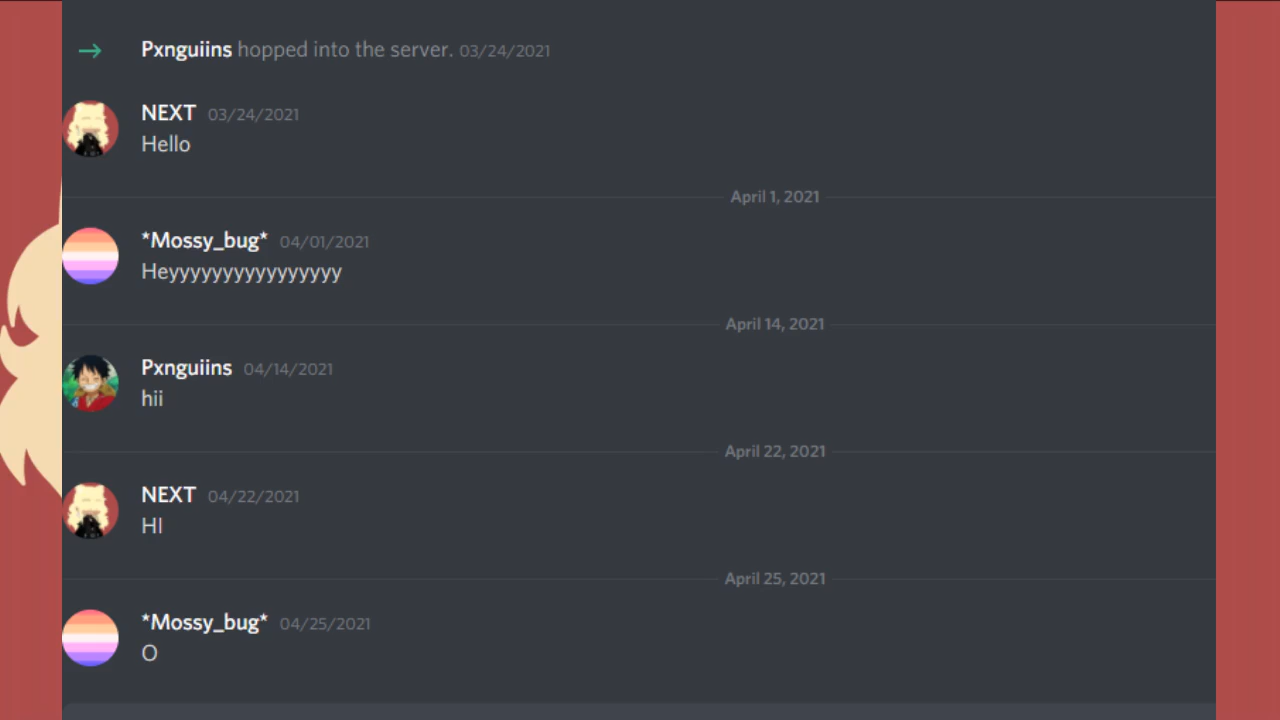 Pxnguiins hopped into the server. 03/24/2021
NEXT 03/24/2021
Hello
April 1, 2021
*Mossy_bug* 04/01/2021
Heyyyyyyyyyyyyyyyy
April 14, 2021
Pxnguiins 04/14/2021
hii
April 22, 2021
NEXT 04/22/2021
HI
April 25, 2021
*Mossy_bug* 04/25/2021
O